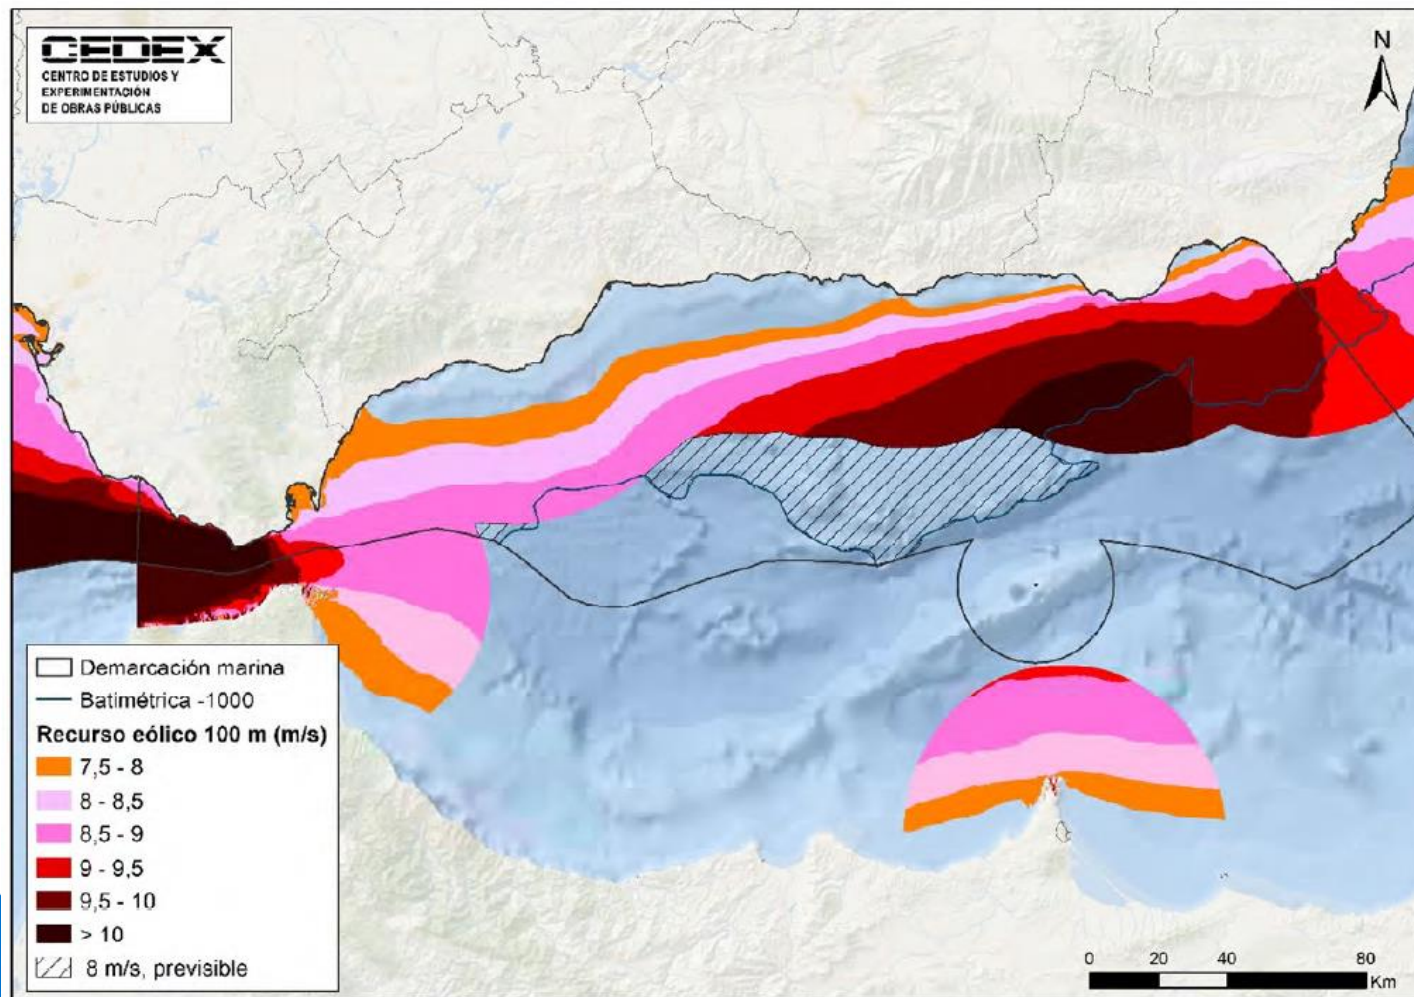 CEDEX
CENTRO DE ESTUDIOS Y
EXPERIMENTACIÓN
DE OBRAS PÚBLICAS
N
Demarcación marina
Batimétrica -1000
Recurso eólico 100 m (m/s)
7,5 - 8
8 - 8,5
8,5 - 9
9 - 9,5
9,5 - 10
> 10
8 m/s, previsible
0 20 40 80
Km